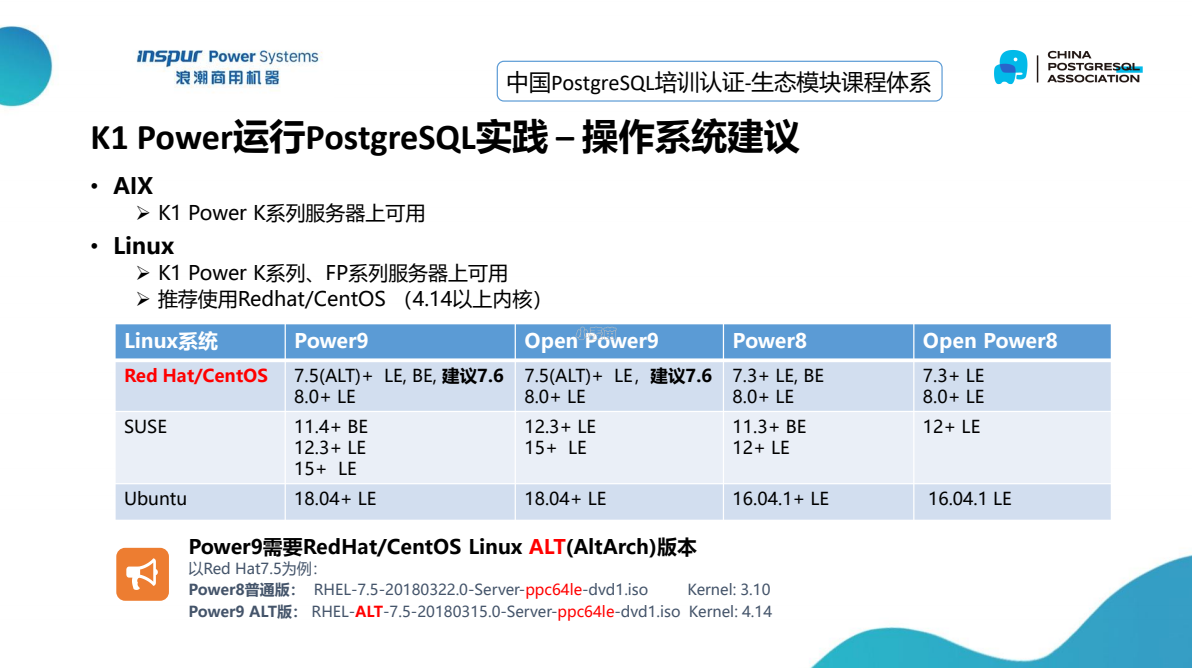 inspur Power Systems
浪潮商用机器
中国PostgreSQL培训认证-生态模块课程体系
CHINA
POSTGRESQL
ASSOCIATION
K1 Power运行PostgreSQL实践 – 操作系统建议
• AIX
➢ K1 Power K系列服务器上可用
• Linux
➢ K1 Power K系列、FP系列服务器上可用
➢ 推荐使用Redhat/CentOS （4.14以上内核）
Linux系统 Power9 Open Power9 Power8 Open Power8
Red Hat/CentOS 7.5(ALT)+ LE, BE, 建议7.6 7.5(ALT)+ LE，建议7.6 7.3+ LE, BE 7.3+ LE
8.0+ LE 8.0+ LE 8.0+ LE 8.0+ LE
SUSE 11.4+ BE 12.3+ LE 11.3+ BE 12+ LE
12.3+ LE 15+ LE 12+ LE
15+ LE
Ubuntu 18.04+ LE 18.04+ LE 16.04.1+ LE 16.04.1 LE
Power9需要RedHat/CentOS Linux ALT(AltArch)版本
以Red Hat7.5为例：
Power8普通版： RHEL-7.5-20180322.0-Server-ppc64le-dvd1.iso Kernel: 3.10
Power9 ALT版： RHEL-ALT-7.5-20180315.0-Server-ppc64le-dvd1.iso Kernel: 4.14